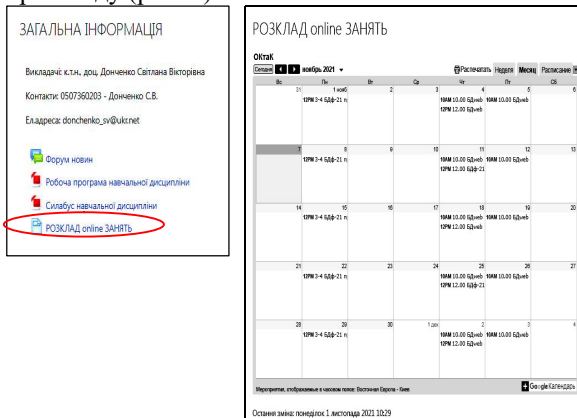 ЗАГАЛЬНА ІНФОРМАЦІЯ
Викладачі: к.т.н., доц. Донченко Світлана Вікторівна
Контакти: 0507360203 - Донченко С.В.
Ел.адреса: donchenko_sv@ukr.net
Форум новин
Робоча програма навчальної дисципліни
Силабус навчальної дисципліни
РОЗКЛАД online ЗАНЯТЬ
РОЗКЛАД online ЗАНЯТЬ
ОКтаК
Сегодня ноябрь 2021 Распечатать Неделя Месяц Расписание
Вс Пн Вт Ср Чт Пт Сб
31 1 нояб 2 3 4 5 6
12PM 3-4 БДф-21 п 10AM 10.00 БДweb 10AM 10.00 БДweb
12PM 12.00 БДweb
7 8 9 10 11 12 13
12PM 3-4 БДф-21 п 10AM 10.00 БДweb 10AM 10.00 БДweb
12PM 12.00 БДф-21
14 15 16 17 18 19 20
12PM 3-4 БДф-21 п 10AM 10.00 БДweb 10AM 10.00 БДweb
12PM 12.00 БДweb
21 22 23 24 25 26 27
12PM 3-4 БДф-21 п 10AM 10.00 БДweb 10AM 10.00 БДweb
12PM 12.00 БДф-21
28 29 30 1 дек 2 3 4
12PM 3-4 БДф-21 п 10AM 10.00 БДweb 10AM 10.00 БДweb
12PM 12.00 БДweb
Мероприятия, отображаемые в часовом поясе: Восточная Европа - Киев
Google Календарь
Остання зміна: понеділок 1 листопада 2021 10:29